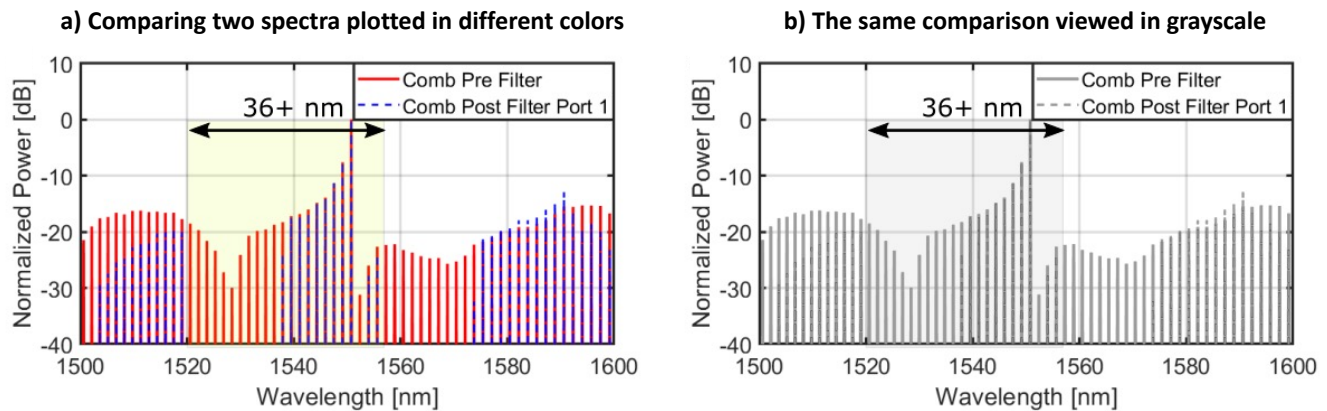 a) Comparing two spectra plotted in different colors
b) The same comparison viewed in grayscale
10
0
-10
-20
-30
-40
Normalized Power [dB]
Comb Pre Filter
Comb Post Filter Port 1
36+ nm
1500
1520
1540
1560
1580
1600
Wavelength [nm]
10
0
-10
-20
-30
-40
Normalized Power [dB]
Comb Pre Filter
Comb Post Filter Port 1
36+ nm
1500
1520
1540
1560
1580
1600
Wavelength [nm]